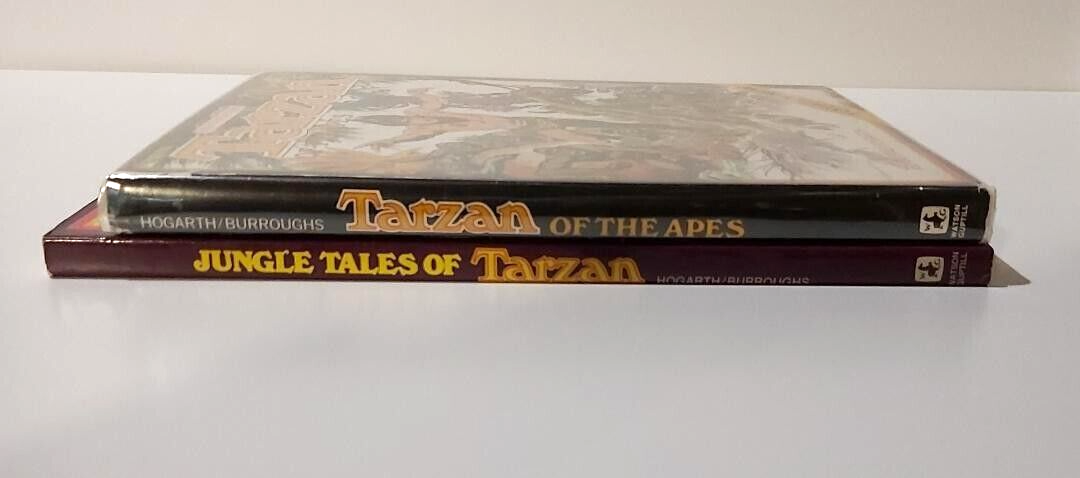 Tarzan
HOGARTH/BURROUGHS Tarzan OF THE APES W G WATSON GUPTILL
JUNGLE TALES OF Tarzan HOGARTH/BURROUGHS W G WATSON GUPTILL